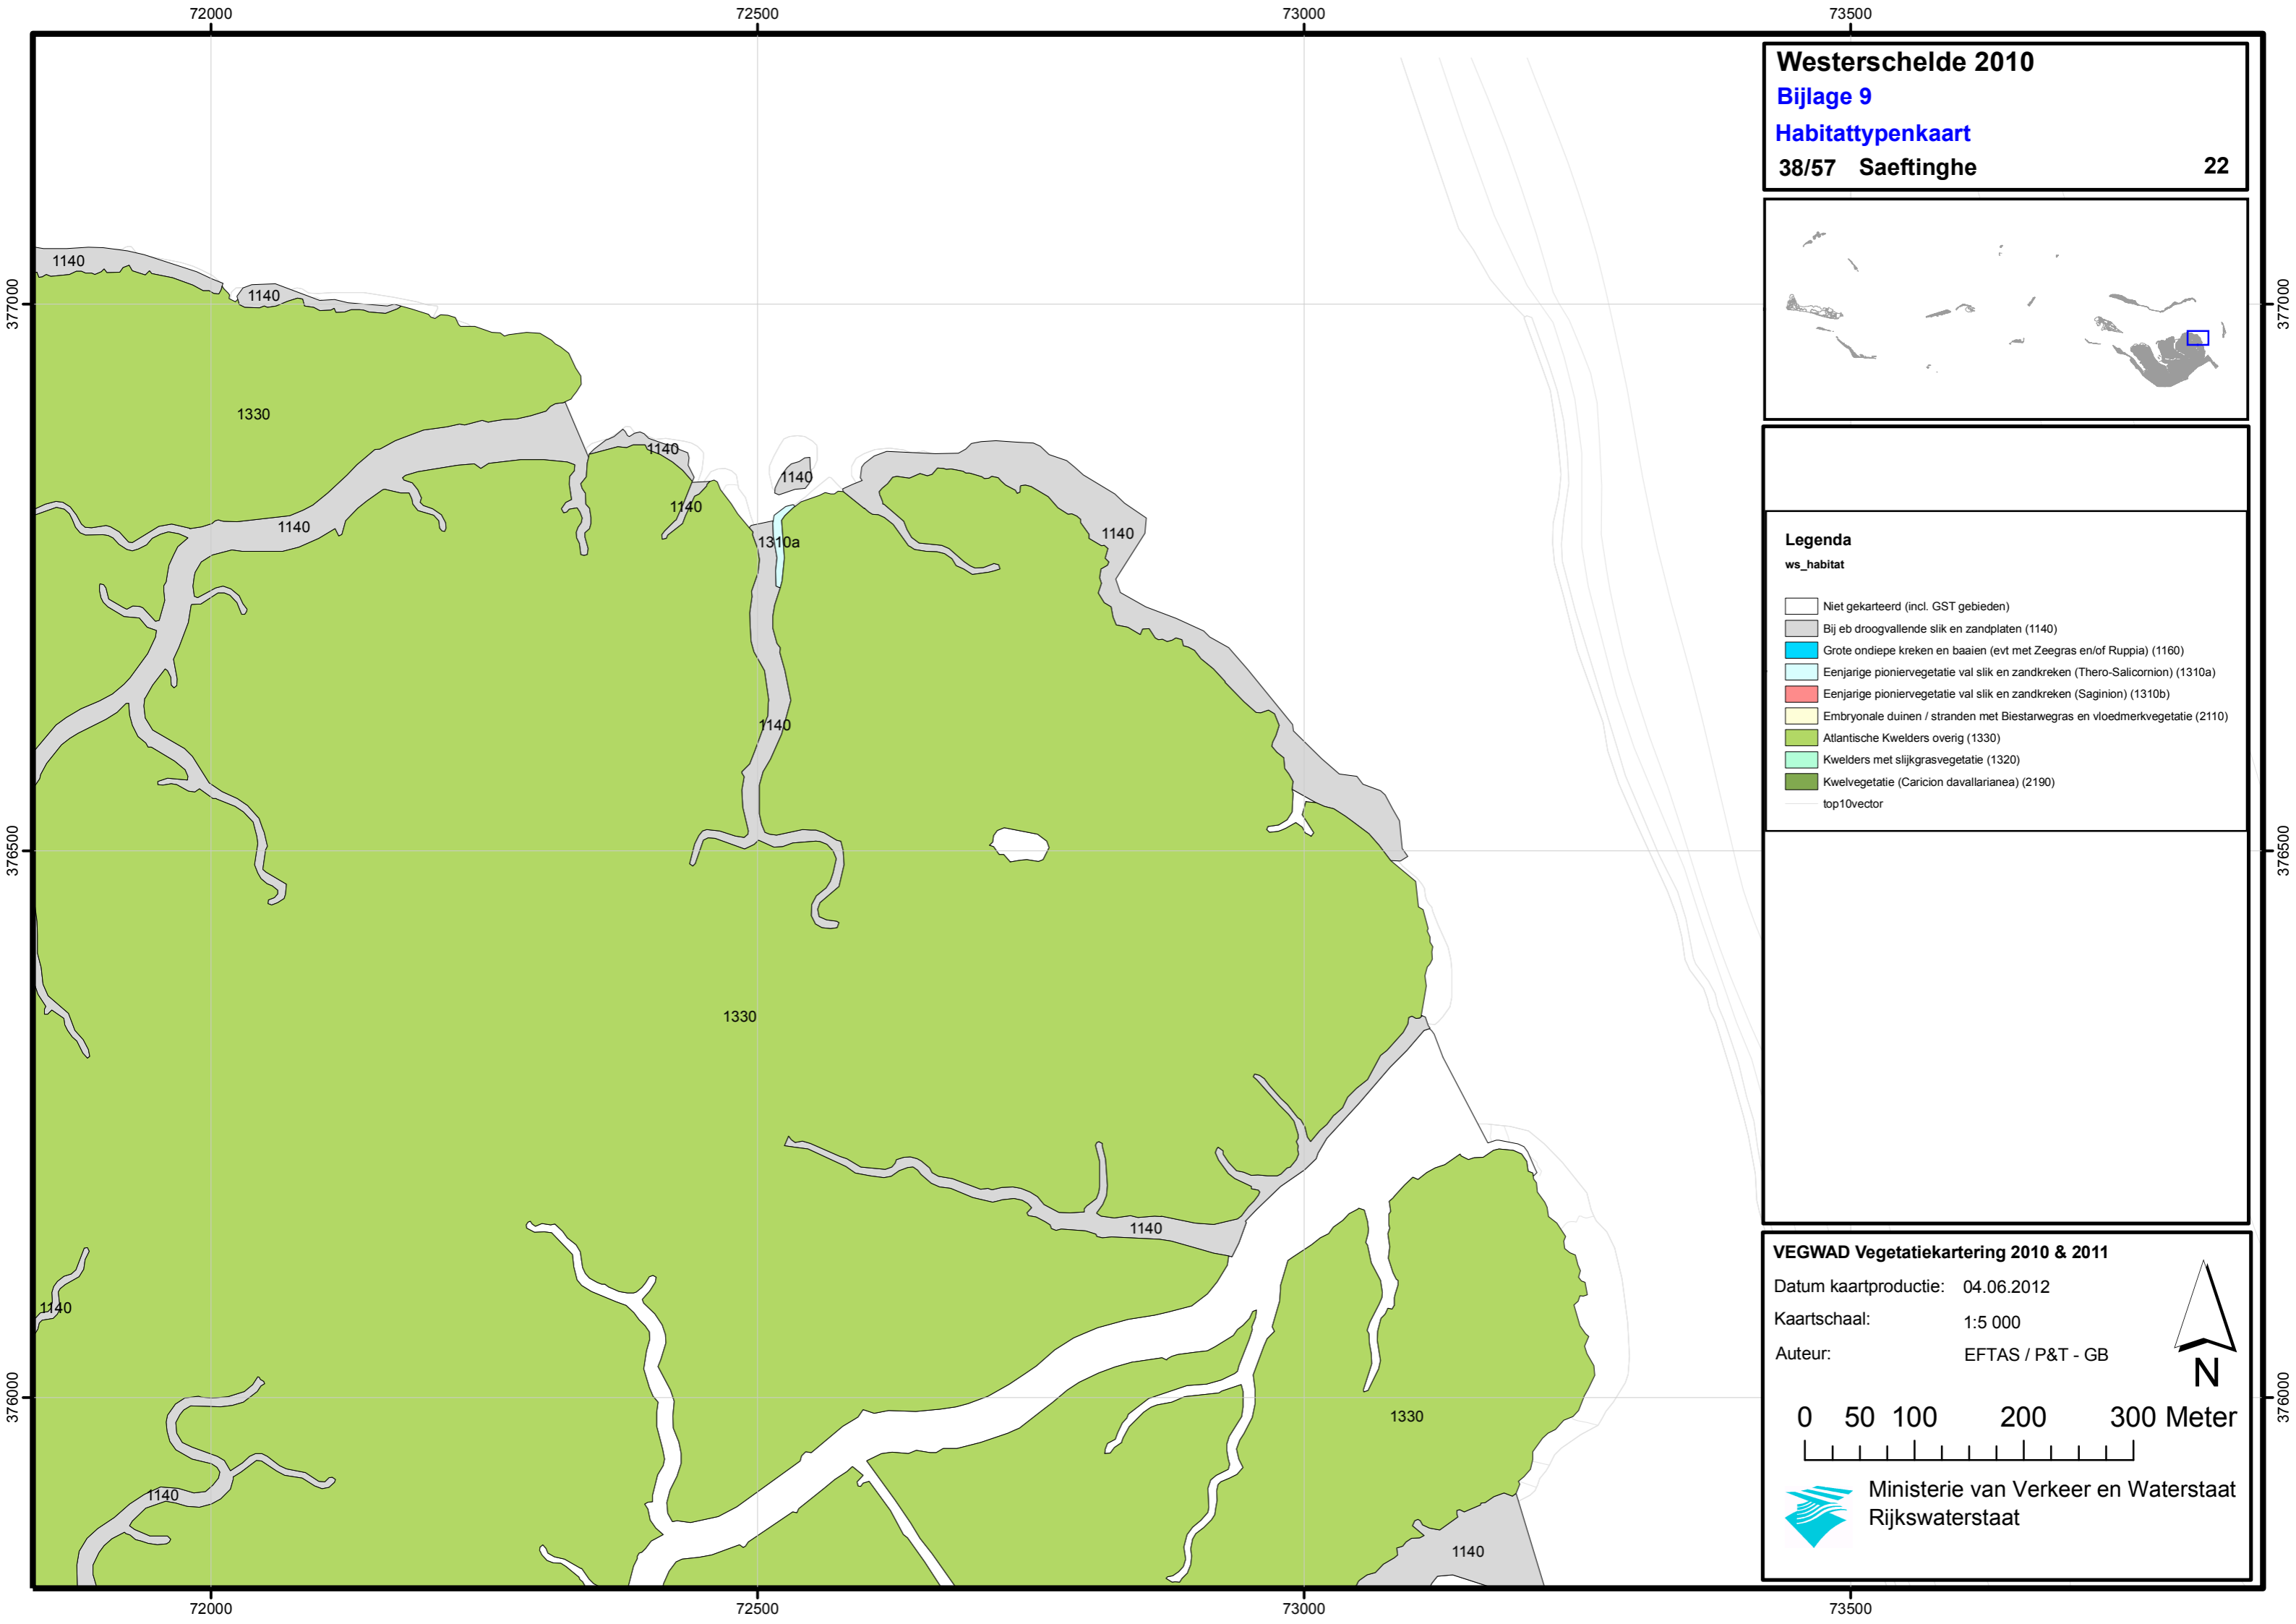 72000 72500 73000 73500
Westerschelde 2010
Bijlage 9
Habitattypenkaart
38/57 Saeftinghe 22
377000 377000
1140
1140
1330
1140
1140
1140
1140
1140
1310a
1140
1140
Legenda
ws_habitat
Niet gekarteerd (incl. GST gebieden)
Bij eb droogvallende slik en zandplaten (1140)
Grote ondiepe kreken en baaien (evt met Zeegras en/of Ruppia) (1160)
Eenjarige pioniervegetatie val slik en zandkreken (Thero-Salicornion) (1310a)
Eenjarige pioniervegetatie val slik en zandkreken (Saginion) (1310b)
Embryonale duinen / stranden met Biestarwegras en vloedmerkvegetatie (2110)
Atlantische Kwelders overig (1330)
Kwelders met slijkgrasvegetatie (1320)
Kwelvegetatie (Caricion davallarianea) (2190)
top10vector
376500 376500
1330
1140
1140
1330
1140
1140
376000 376000
VEGWAD Vegetatiekartering 2010 & 2011
Datum kaartproductie: 04.06.2012
Kaartschaal: 1:5 000
Auteur: EFTAS / P&T - GB
N
0 50 100 200 300 Meter
Ministerie van Verkeer en Waterstaat
Rijkswaterstaat
72000 72500 73000 73500